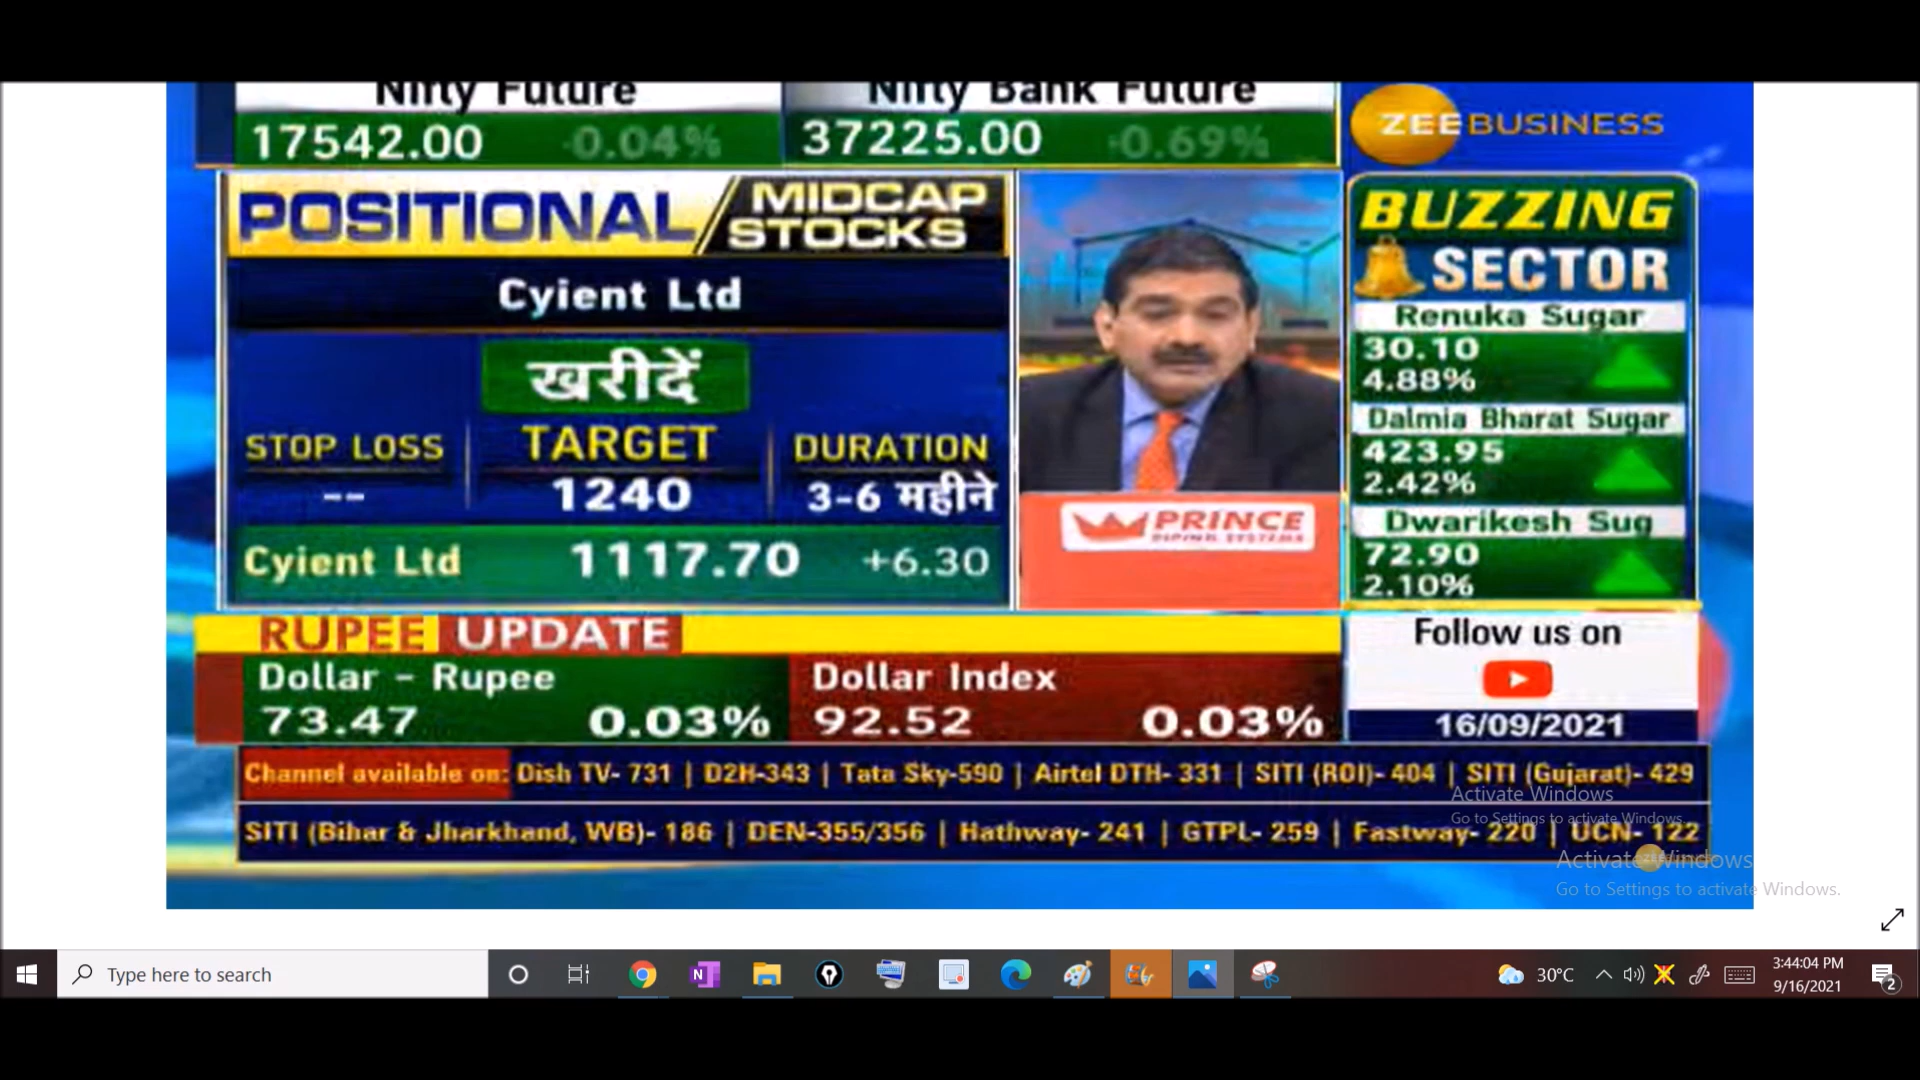 Nifty Future
Nifty Bank Future
17542.00 -0.04%
37225.00 -0.69%
ZEEBUSINESS
POSITIONAL
MIDCAP
STOCKS
Cyient Ltd
खरीदें
STOP LOSS
--
TARGET
1240
DURATION
3-6 महीने
Cyient Ltd 1117.70 +6.30
PRINCE
PIPING SYSTEMS
BUZZING
SECTOR
Renuka Sugar
30.10
4.88%
Dalmia Bharat Sugar
423.95
2.42%
Dwarikesh Sug
72.90
2.10%
RUPEE UPDATE
Dollar - Rupee
73.47 0.03%
Dollar Index
92.52 0.03%
Follow us on
16/09/2021
Channel available on: Dish TV- 731 | D2H-343 | Tata Sky-590 | Airtel DTH- 331 | SITI (ROI)- 404 | SITI (Gujarat)- 429
SITI (Bihar & Jharkhand, WB)- 186 | DEN-355/356 | Hathway- 241 | GTPL- 259 | Fastway- 220 | UCN- 122
Activate Windows
Go to Settings to activate Windows.
Activate Windows
Go to Settings to activate Windows.
Type here to search
30°C
3:44:04 PM
9/16/2021
2